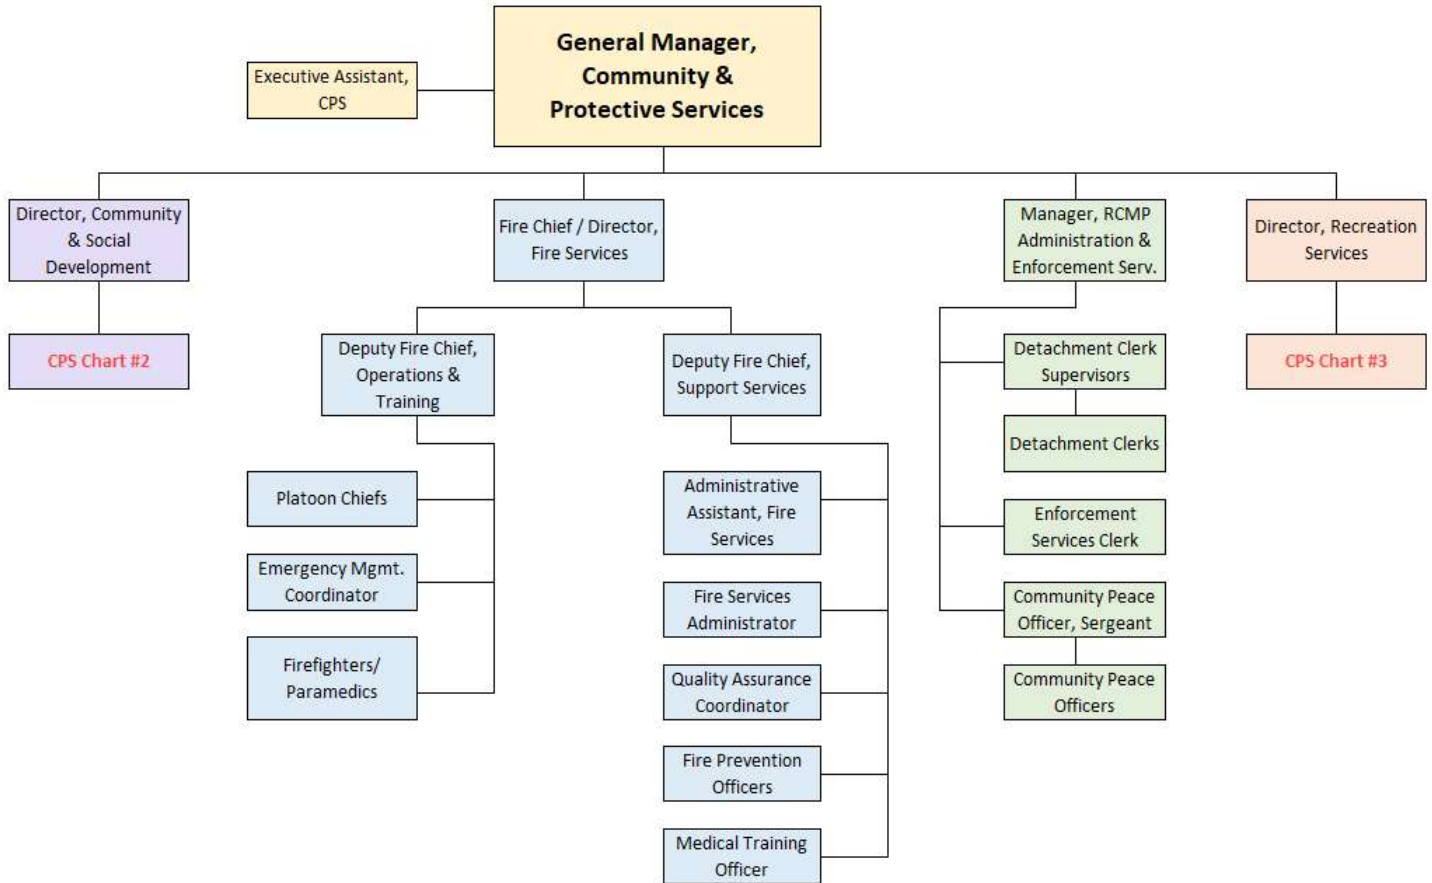 General Manager,
Community &
Protective Services
Executive Assistant,
CPS
Director, Community
& Social
Development
Fire Chief / Director,
Fire Services
Manager, RCMP
Administration &
Enforcement Serv.
Director, Recreation
Services
CPS Chart #2
Deputy Fire Chief,
Operations &
Training
Deputy Fire Chief,
Support Services
Detachment Clerk
Supervisors
CPS Chart #3
Detachment Clerks
Platoon Chiefs
Administrative
Assistant, Fire
Services
Enforcement
Services Clerk
Emergency Mgmt.
Coordinator
Fire Services
Administrator
Community Peace
Officer, Sergeant
Firefighters/
Paramedics
Quality Assurance
Coordinator
Community Peace
Officers
Fire Prevention
Officers
Medical Training
Officer